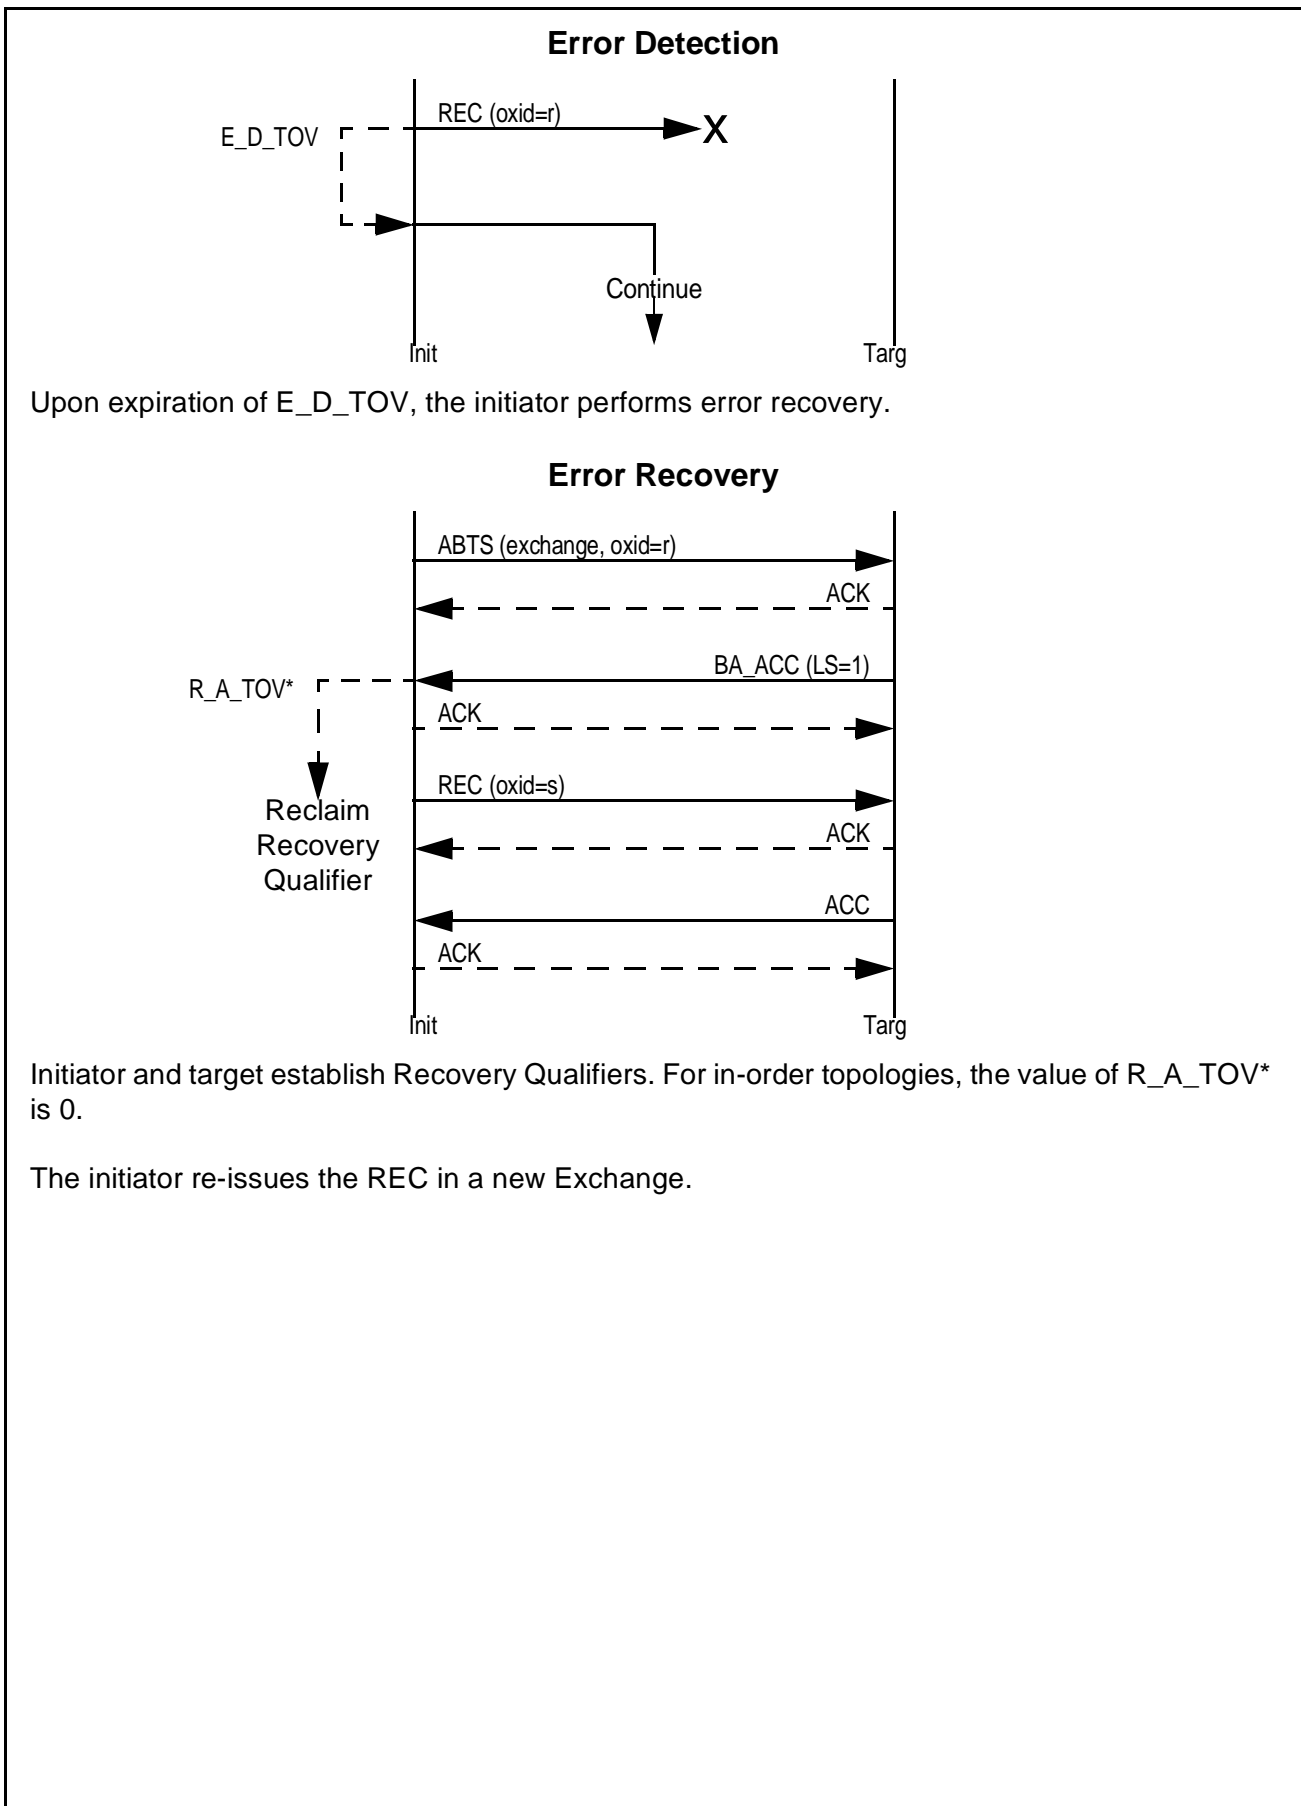 Error Detection
REC (oxid=r)
E_D_TOV
X
Continue
Init
Targ
Upon expiration of E_D_TOV, the initiator performs error recovery.
Error Recovery
ABTS (exchange, oxid=r)
ACK
BA_ACC (LS=1)
R_A_TOV*
ACK
REC (oxid=s)
Reclaim
Recovery
Qualifier
ACK
ACC
ACK
Init
Targ
Initiator and target establish Recovery Qualifiers. For in-order topologies, the value of R_A_TOV*
is 0.
The initiator re-issues the REC in a new Exchange.